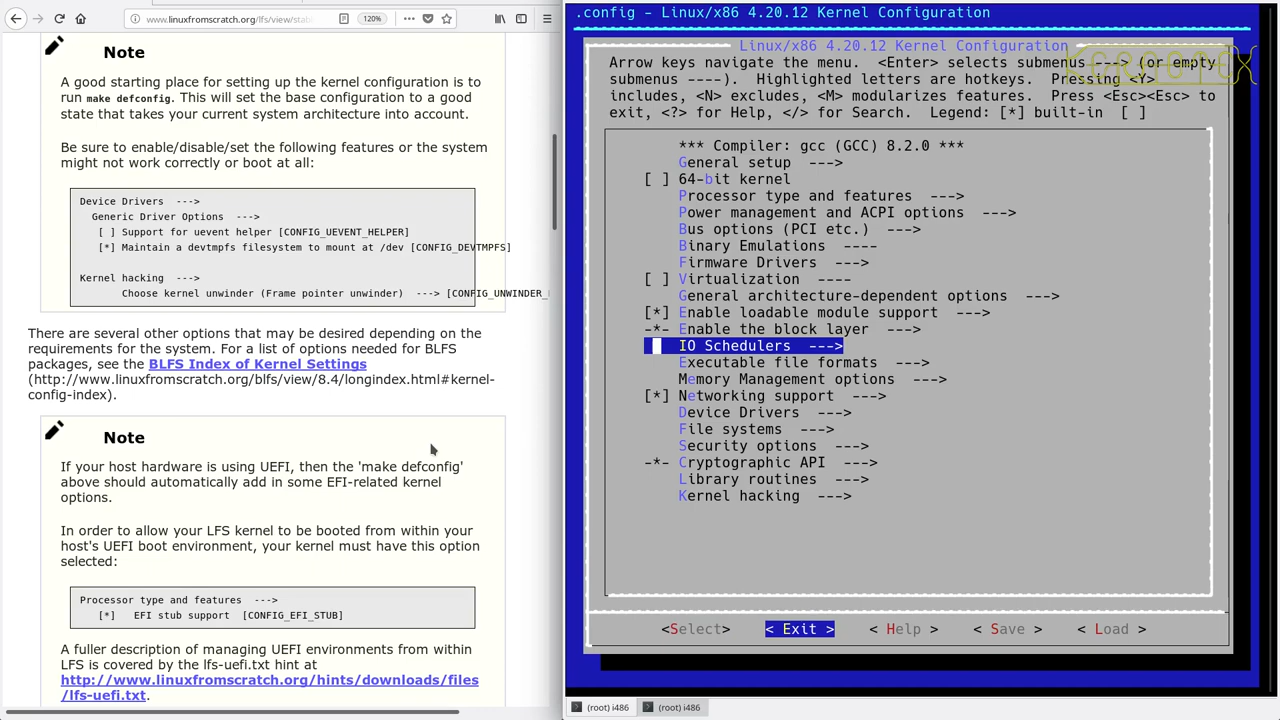 www.linuxfromscratch.org/lfs/view/stab
120%
Note
A good starting place for setting up the kernel configuration is to
run make defconfig. This will set the base configuration to a good
state that takes your current system architecture into account.
Be sure to enable/disable/set the following features or the system
might not work correctly or boot at all:
Device Drivers --->
Generic Driver Options --->
[ ] Support for uevent helper [CONFIG_UEVENT_HELPER]
[*] Maintain a devtmpfs filesystem to mount at /dev [CONFIG_DEVTMPFS]
Kernel hacking --->
Choose kernel unwinder (Frame pointer unwinder) ---> [CONFIG_UNWINDER_
There are several other options that may be desired depending on the
requirements for the system. For a list of options needed for BLFS
packages, see the BLFS Index of Kernel Settings
(http://www.linuxfromscratch.org/blfs/view/8.4/longindex.html#kernel-
config-index).
Note
If your host hardware is using UEFI, then the 'make defconfig'
above should automatically add in some EFI-related kernel
options.
In order to allow your LFS kernel to be booted from within your
host's UEFI boot environment, your kernel must have this option
selected:
Processor type and features --->
[*] EFI stub support [CONFIG_EFI_STUB]
A fuller description of managing UEFI environments from within
LFS is covered by the lfs-uefi.txt hint at
http://www.linuxfromscratch.org/hints/downloads/files
/lfs-uefi.txt.
.config - Linux/x86 4.20.12 Kernel Configuration
Linux/x86 4.20.12 Kernel Configuration
Arrow keys navigate the menu. <Enter> selects submenus ---> (or empty
submenus ----). Highlighted letters are hotkeys. Pressing <Y>
includes, <N> excludes, <M> modularizes features. Press <Esc><Esc> to
exit, <?> for Help, </> for Search. Legend: [*] built-in [ ]
*** Compiler: gcc (GCC) 8.2.0 ***
General setup --->
[ ] 64-bit kernel
Processor type and features --->
Power management and ACPI options --->
Bus options (PCI etc.) --->
Binary Emulations ----
Firmware Drivers --->
[ ] Virtualization ----
General architecture-dependent options --->
[*] Enable loadable module support --->
-*- Enable the block layer --->
IO Schedulers --->
Executable file formats --->
Memory Management options --->
[*] Networking support --->
Device Drivers --->
File systems --->
Security options --->
-*- Cryptographic API --->
Library routines --->
Kernel hacking --->
<Select> < Exit > < Help > < Save > < Load >
(root) i486
(root) i486